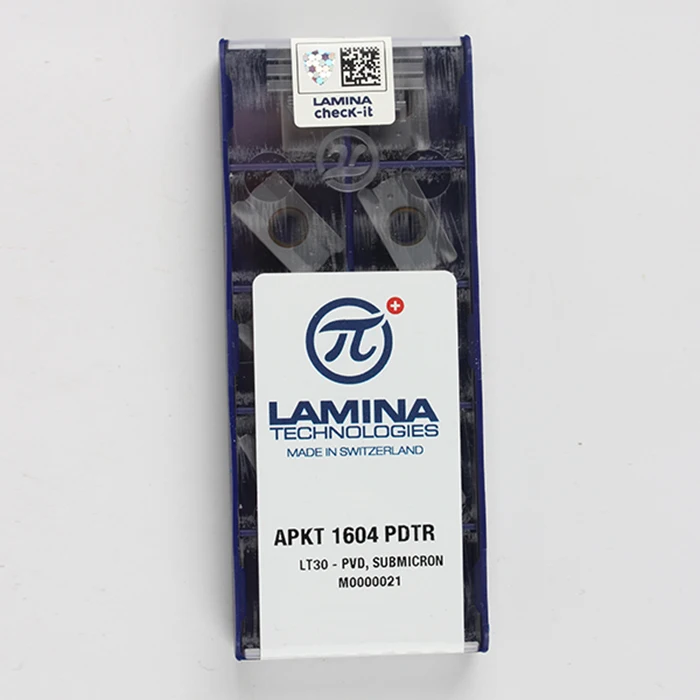 LAMINA
checK-it
π
LAMINA
TECHNOLOGIES
MADE IN SWITZERLAND
APKT 1604 PDTR
LT30 - PVD, SUBMICRON
M0000021